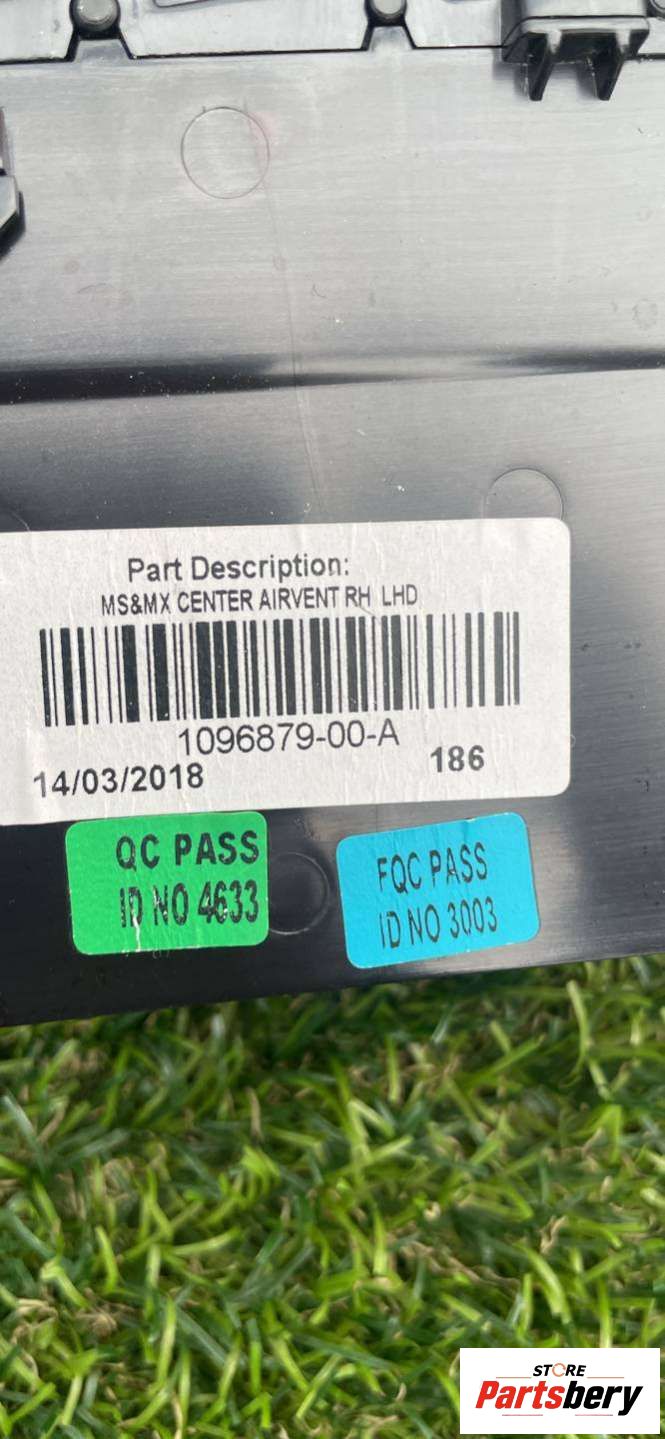 Part Description:
MS&MX CENTER AIRVENT RH LHD
1096879-00-A
14/03/2018 186
QC PASS
ID NO 4633
FQC PASS
ID NO 3003
STORE
Partsbery